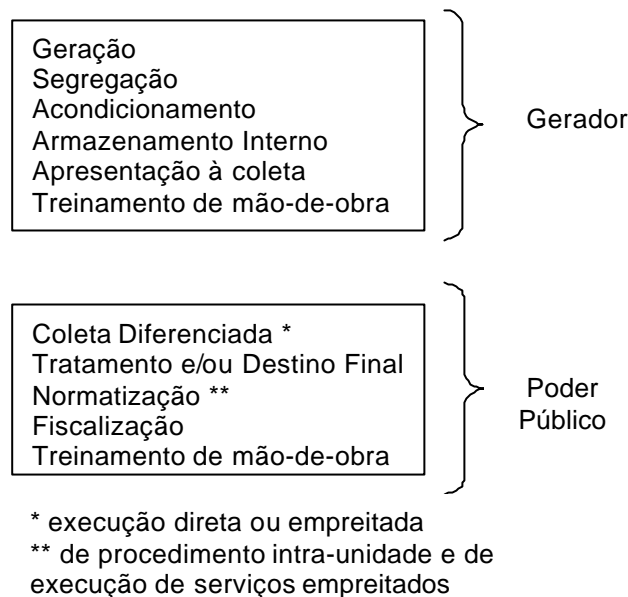 Geração
Segregação
Acondicionamento
Armazenamento Interno
Apresentação à coleta
Treinamento de mão-de-obra
Gerador
Coleta Diferenciada *
Tratamento e/ou Destino Final
Normatização **
Fiscalização
Treinamento de mão-de-obra
Poder
Público
* execução direta ou empreitada
** de procedimento intra-unidade e de
execução de serviços empreitados